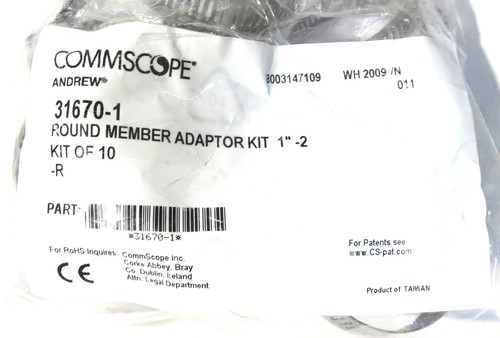 COMMSCOPE®
ANDREW®
8003147109 WH 2009 /N
011
31670-1
ROUND MEMBER ADAPTOR KIT 1" -2
KIT OF 10
-R
PART:
*31670-1*
For RoHS Inquires: CommScope Inc.
Corke Abbey, Bray
Co. Dublin, Ireland
Attn: Legal Department
CE
For Patents see
www.CS-pat.com
Product of TAIWAN